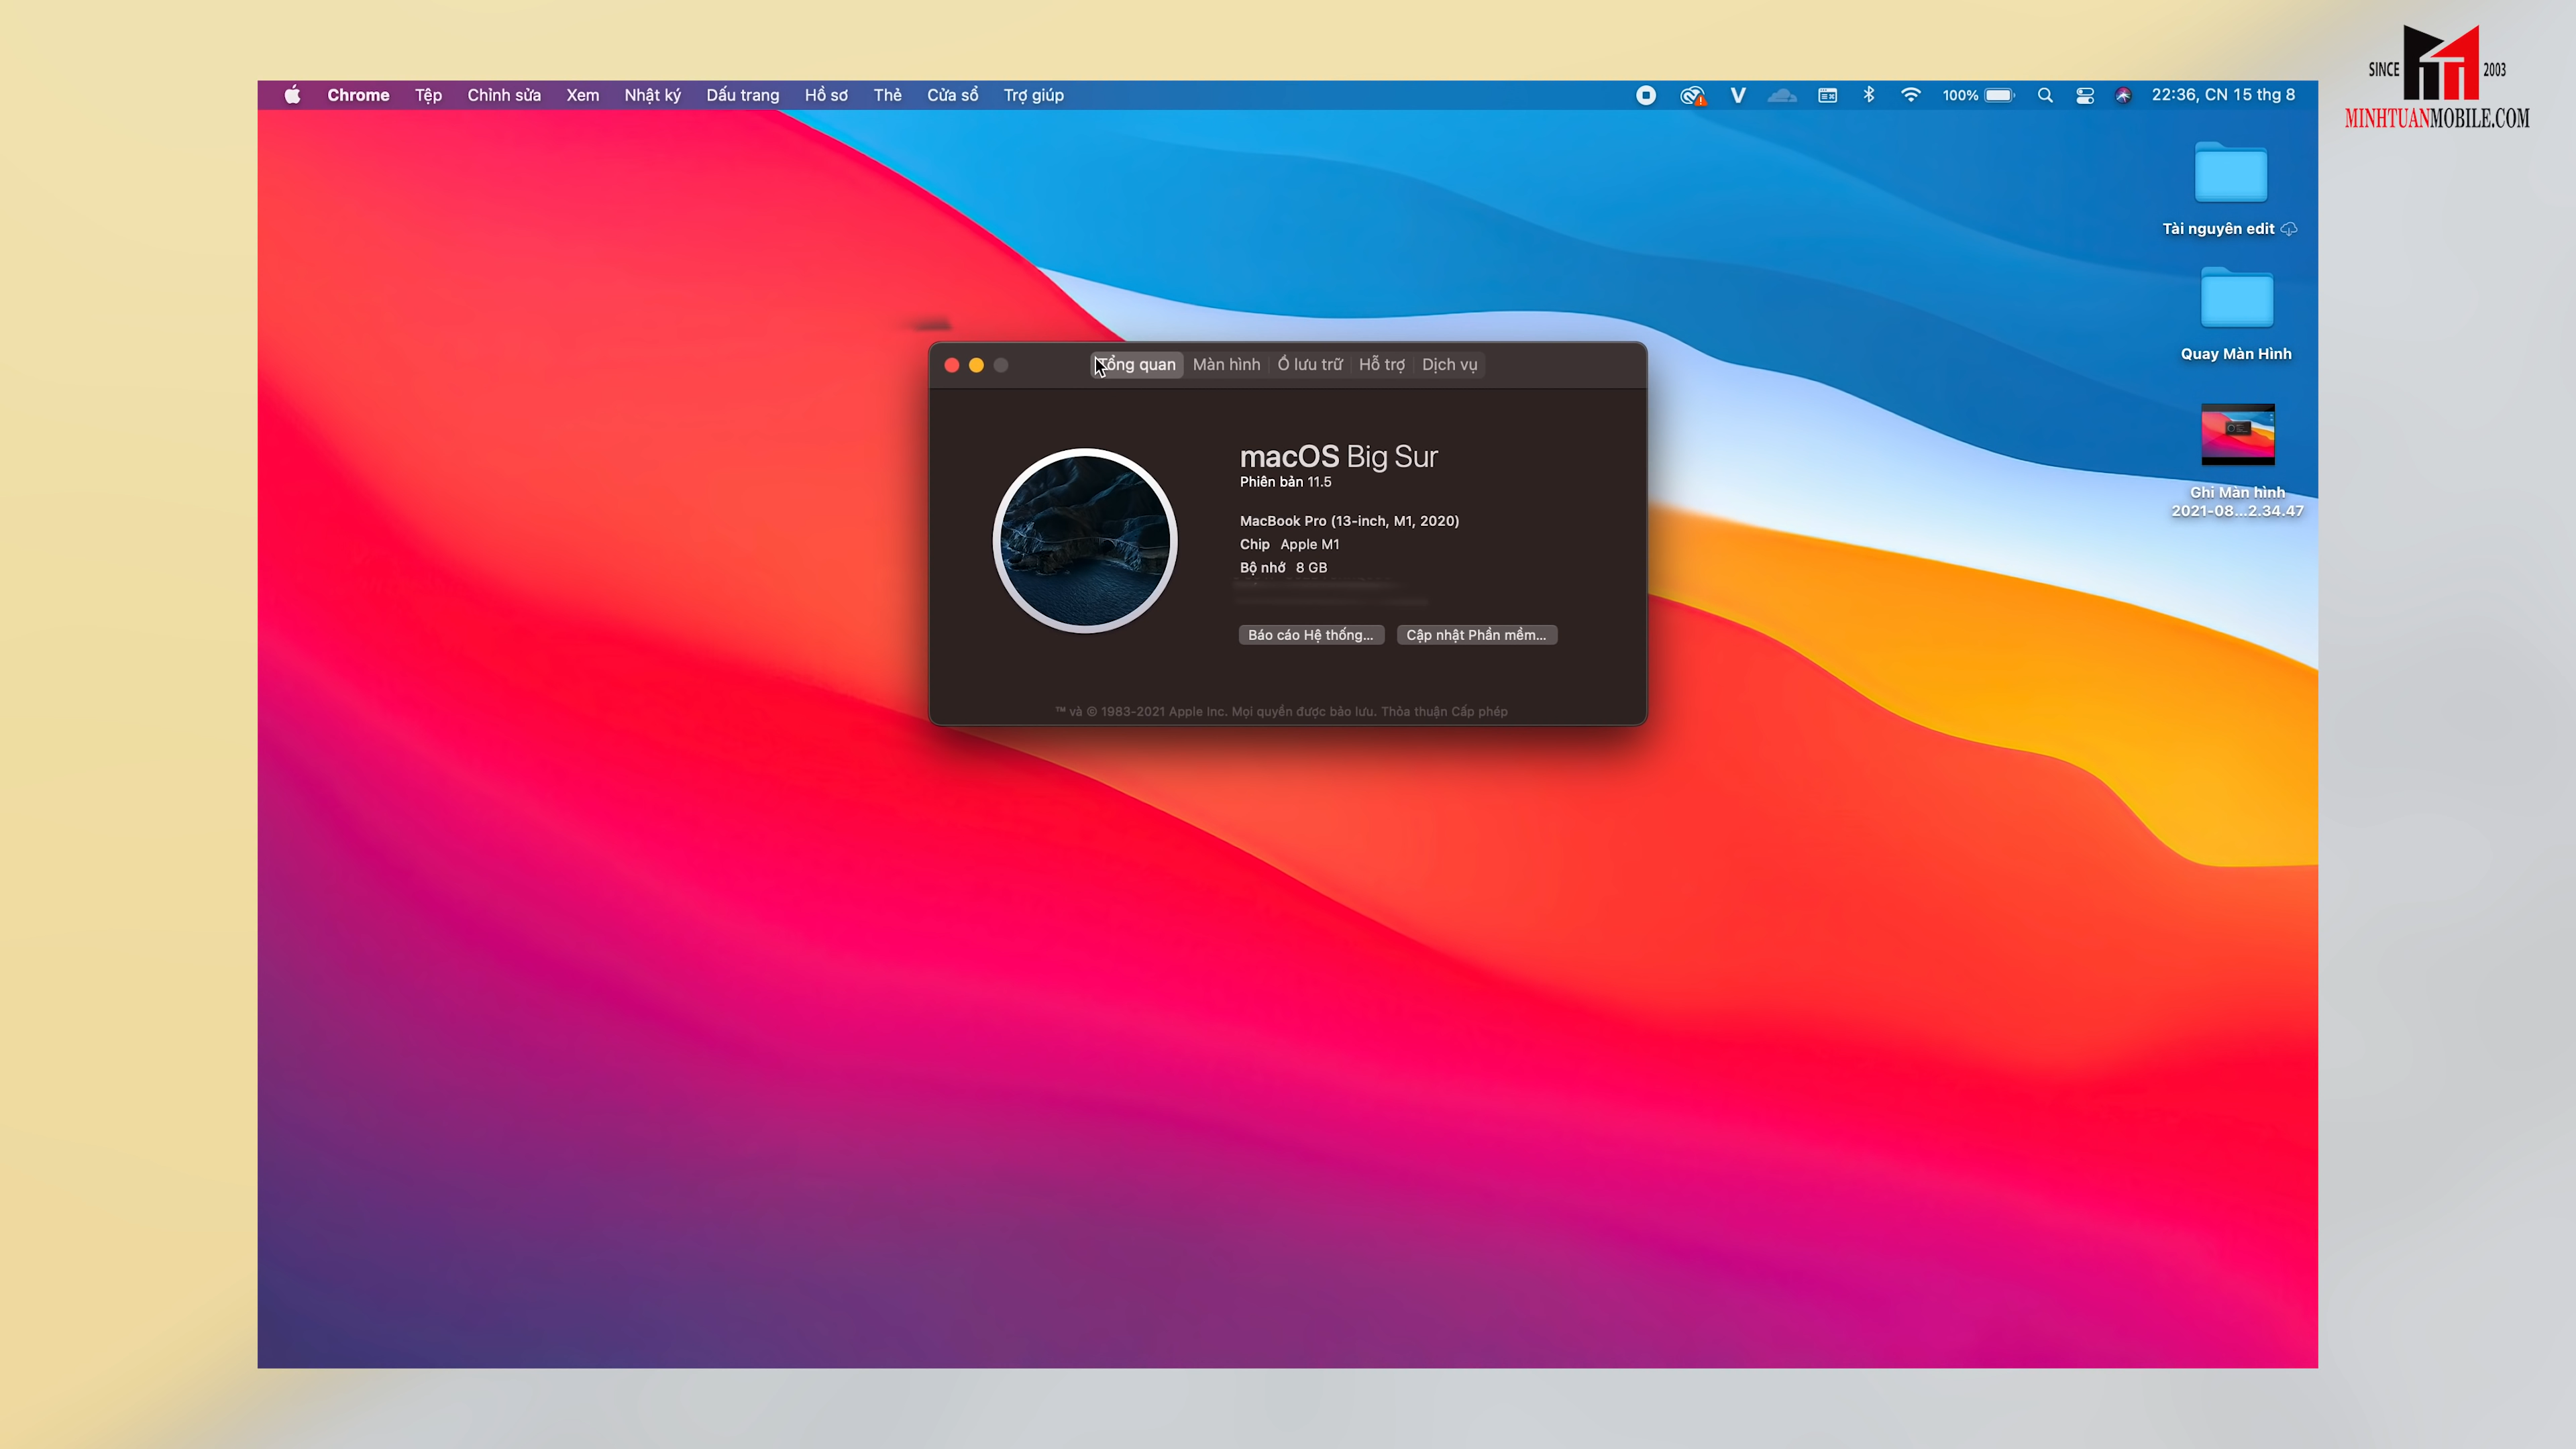 SINCE 2003
MINHTUANMOBILE.COM
Chrome Tệp Chỉnh sửa Xem Nhật ký Dấu trang Hồ sơ Thẻ Cửa sổ Trợ giúp V 100% 22:36, CN 15 thg 8
Tài nguyên edit
Quay Màn Hình
Ghi Màn hình
2021-08...2.34.47
Tổng quan Màn hình Ổ lưu trữ Hỗ trợ Dịch vụ
macOS Big Sur
Phiên bản 11.5
MacBook Pro (13-inch, M1, 2020)
Chip Apple M1
Bộ nhớ 8 GB
Báo cáo Hệ thống... Cập nhật Phần mềm...
™ và © 1983-2021 Apple Inc. Mọi quyền được bảo lưu. Thỏa thuận Cấp phép